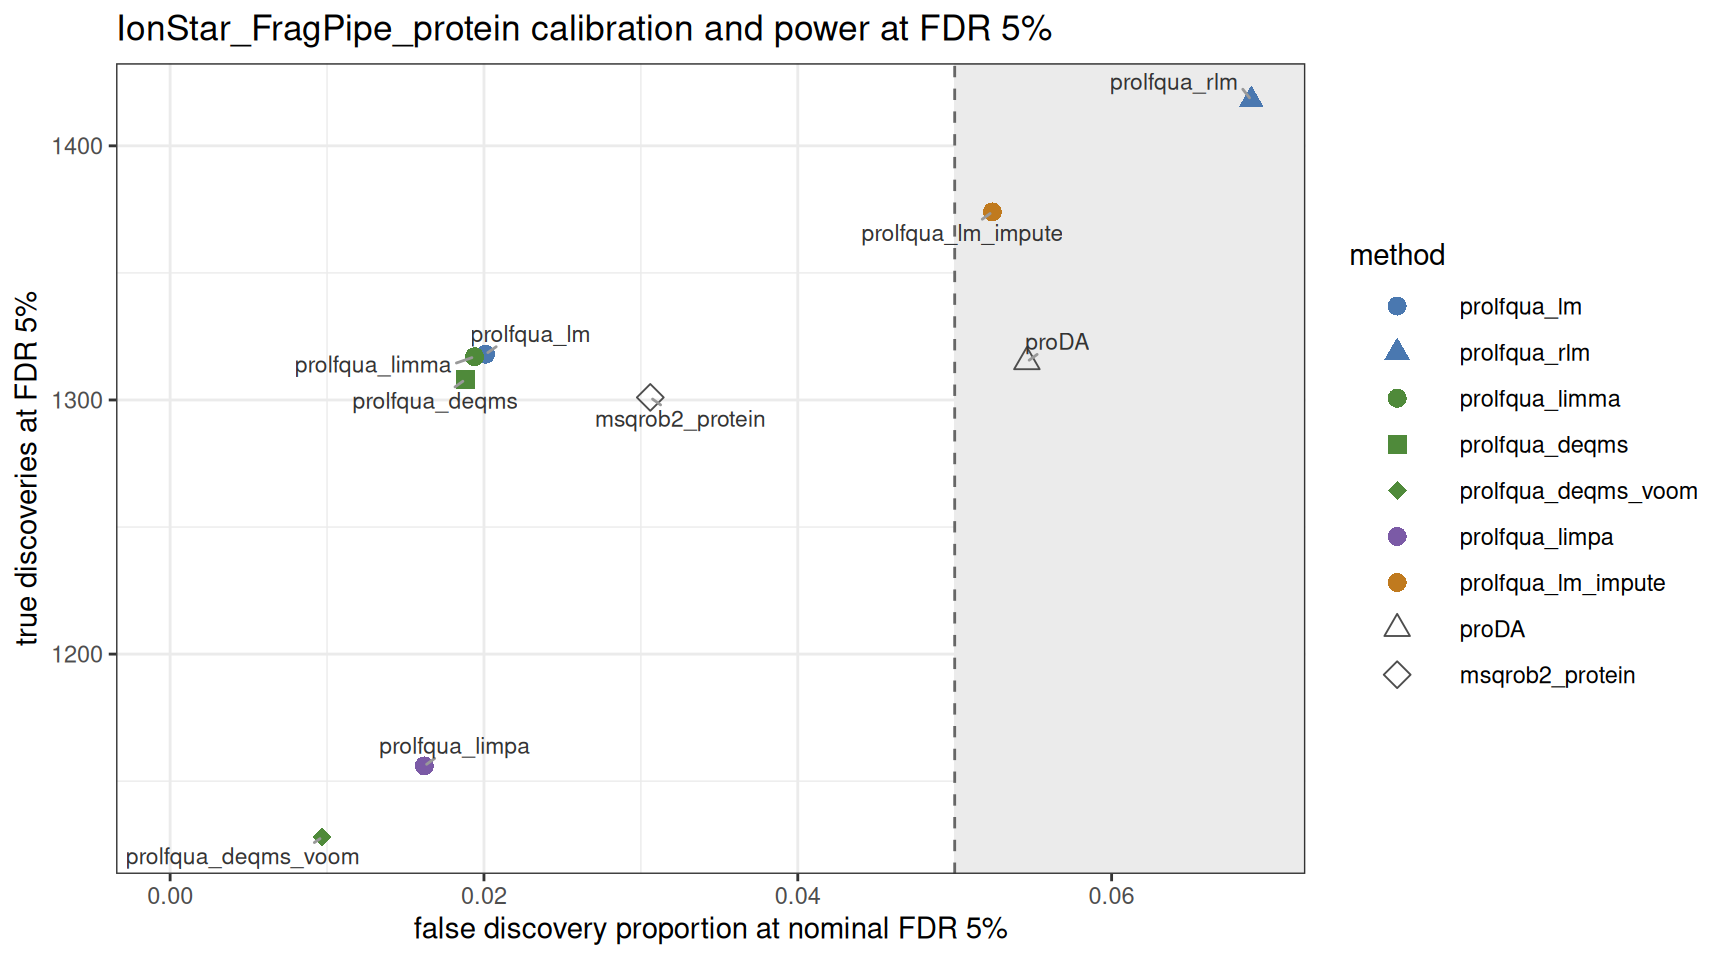 IonStar_FragPipe_protein calibration and power at FDR 5%
true discoveries at FDR 5%
1400
1300
1200
prolfqua_rlm
prolfqua_lm_impute
prolfqua_lm
proDA
prolfqua_limma
prolfqua_deqms
msqrob2_protein
prolfqua_limpa
prolfqua_deqms_voom
0.00
0.02
0.04
0.06
false discovery proportion at nominal FDR 5%
method
prolfqua_lm
prolfqua_rlm
prolfqua_limma
prolfqua_deqms
prolfqua_deqms_voom
prolfqua_limpa
prolfqua_lm_impute
proDA
msqrob2_protein